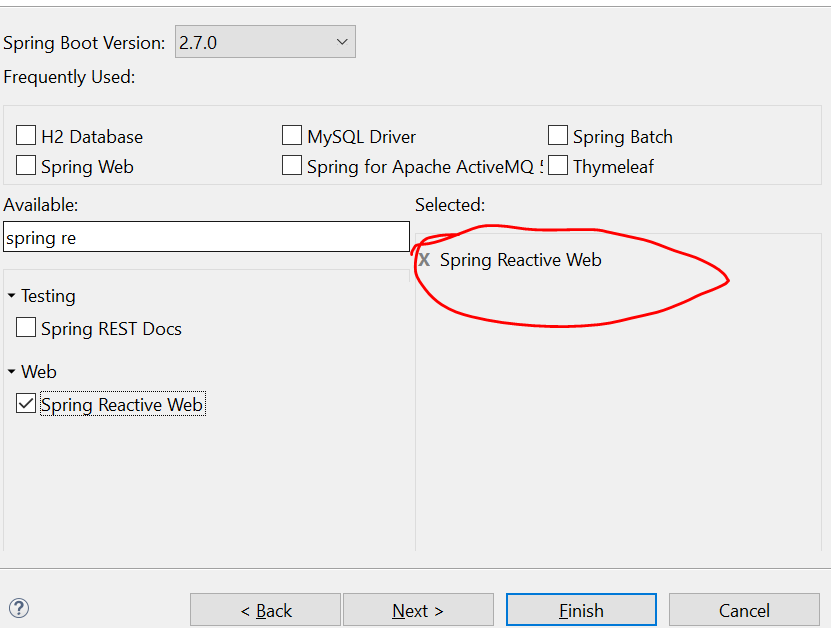 Spring Boot Version: 2.7.0
Frequently Used:
H2 Database MySQL Driver Spring Batch
Spring Web Spring for Apache ActiveMQ 5 Thymeleaf
Available: Selected:
spring re
X Spring Reactive Web
Testing
Spring REST Docs
Web
Spring Reactive Web
? < Back Next > Finish Cancel